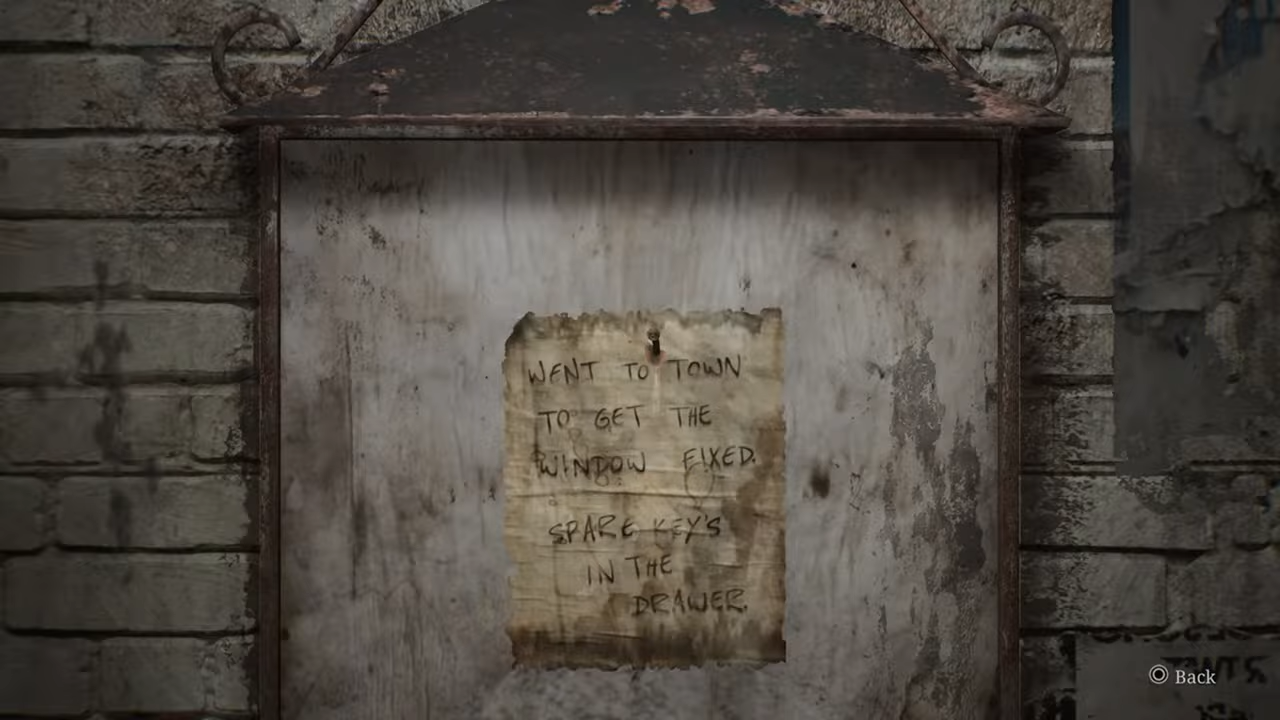 WENT TO TOWN
TO GET THE
WINDOW FIXED.
SPARE KEY'S
IN THE
DRAWER.
Back